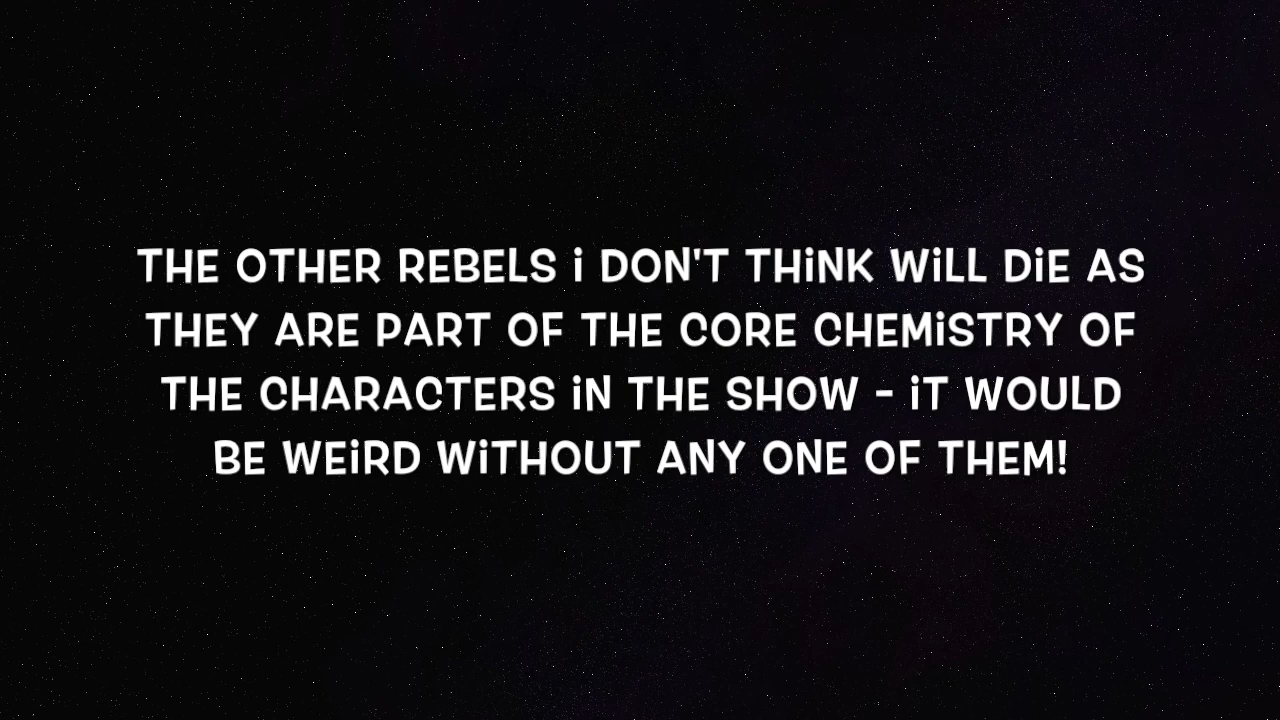 THE OTHER REBELS i DON'T THiNK WiLL DiE AS
THEY ARE PART OF THE CORE CHEMiSTRY OF
THE CHARACTERS iN THE SHOW - iT WOULD
BE WEiRD WiTHOUT ANY ONE OF THEM!